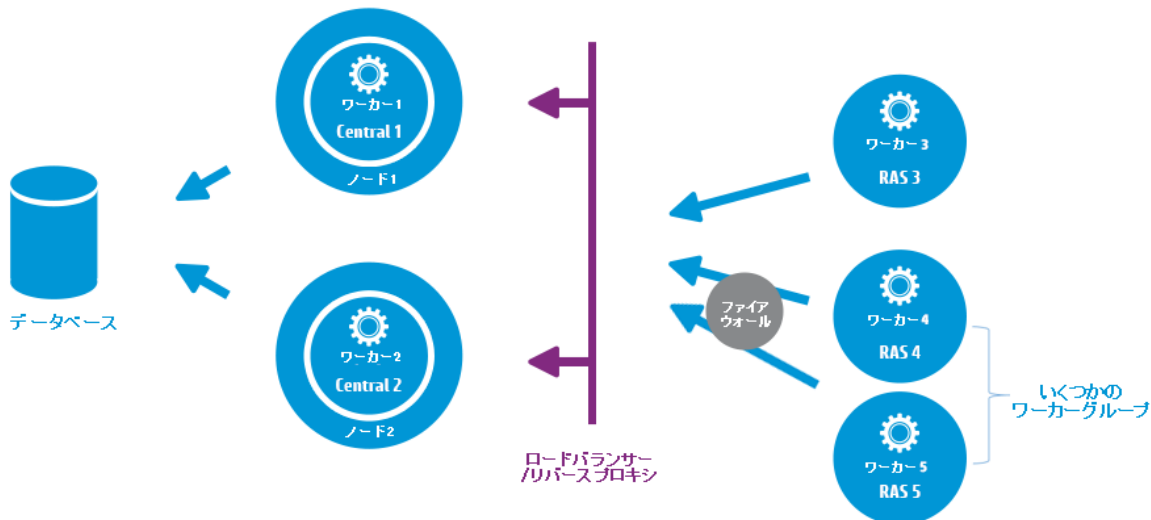 ワーカー1
Central 1
ノード1
データベース
ワーカー2
Central 2
ノード2
ロードバランサー
/リバースプロキシ
ファイア
ウォール
ワーカー3
RAS 3
ワーカー4
RAS 4
ワーカー5
RAS 5
いくつかの
ワーカーグループ